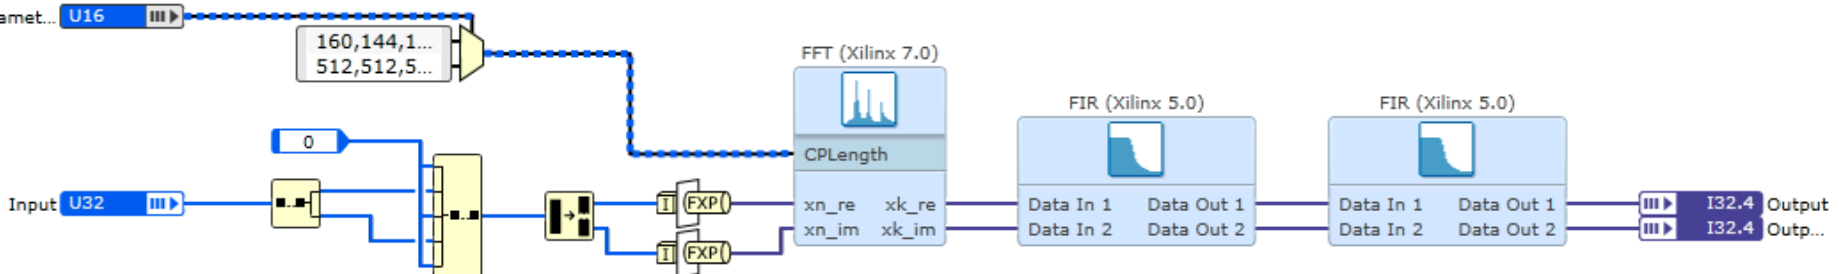 amet... U16
160,144,1...
512,512,5...
FFT (Xilinx 7.0)
FIR (Xilinx 5.0)
FIR (Xilinx 5.0)
0
CPLength
Input U32
I FXP(
xn_re xk_re
Data In 1 Data Out 1
Data In 1 Data Out 1
I32.4 Output
xn_im xk_im
Data In 2 Data Out 2
Data In 2 Data Out 2
I32.4 Outp...
I FXP(